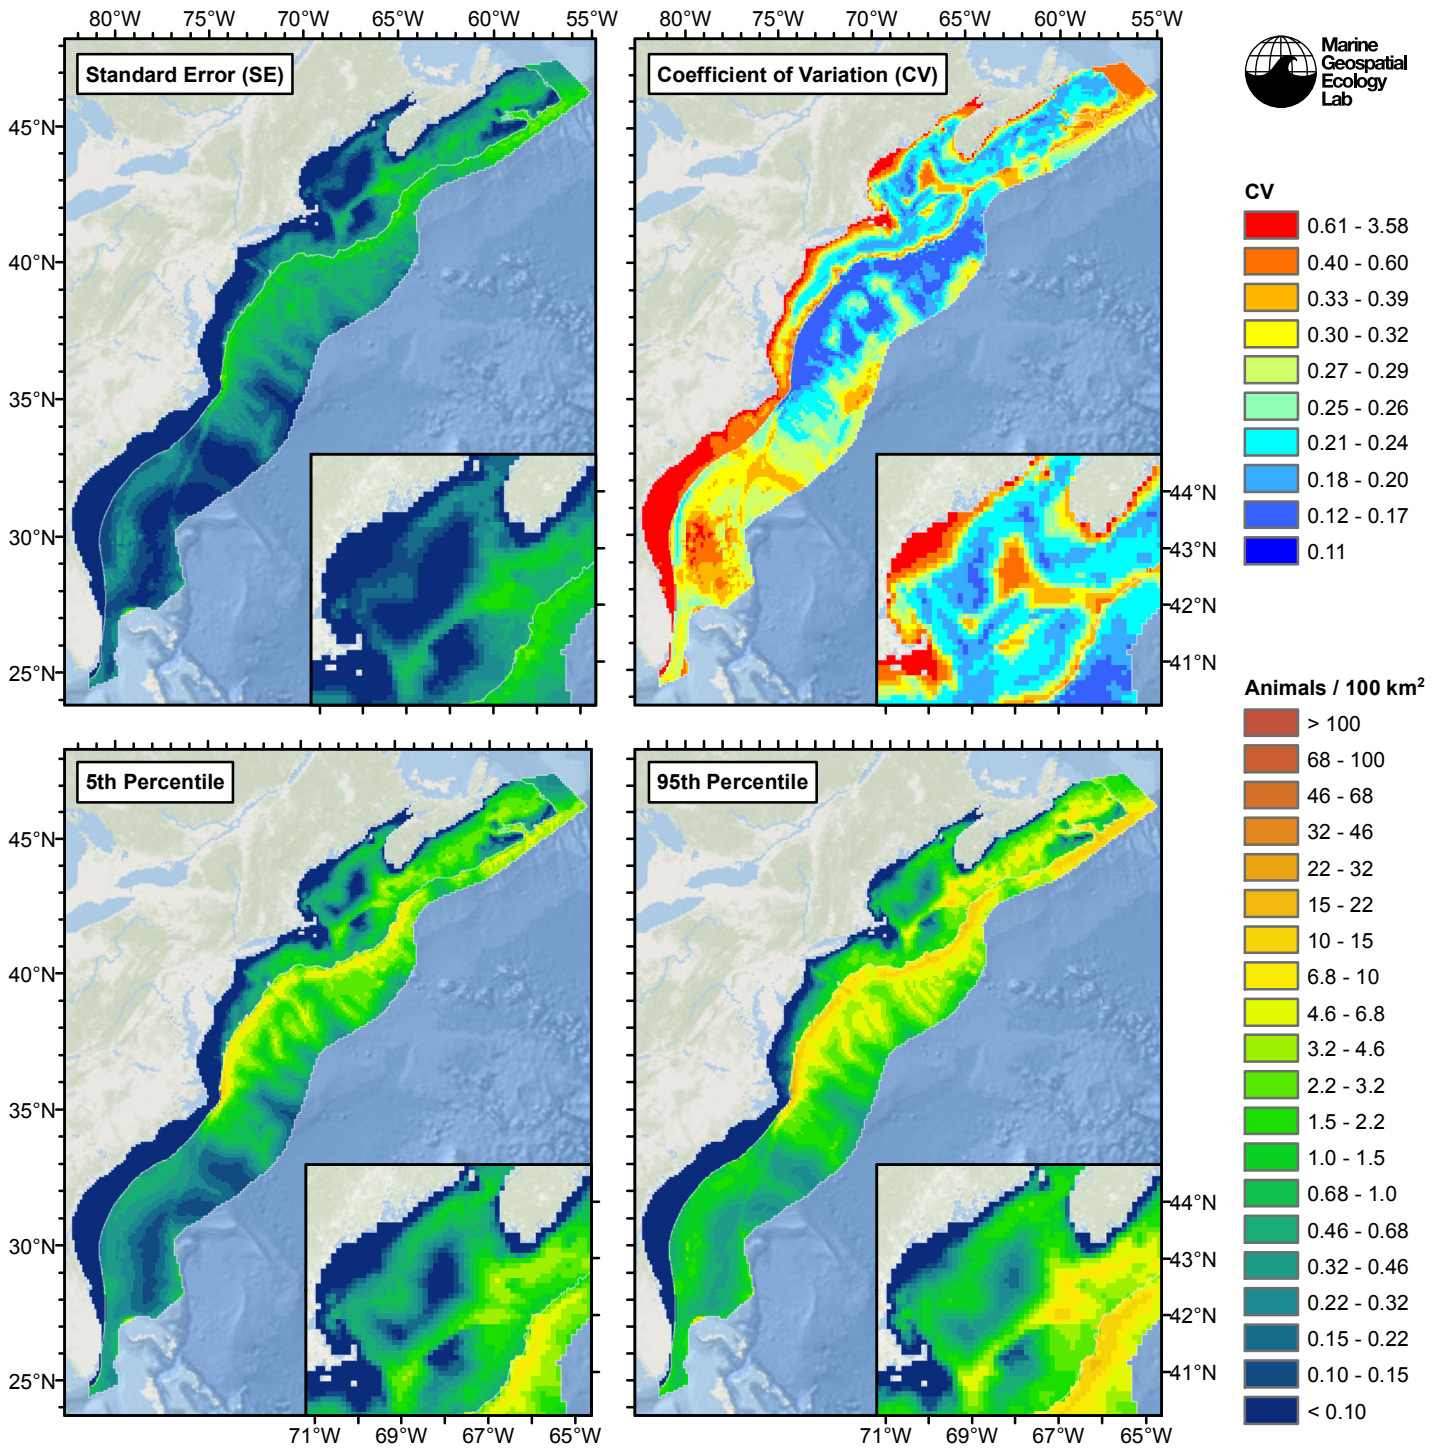 80°W 75°W 70°W 65°W 60°W 55°W
80°W 75°W 70°W 65°W 60°W 55°W
Standard Error (SE)
Coefficient of Variation (CV)
Marine
Geospatial
Ecology
Lab
45°N
40°N
35°N
30°N
25°N
44°N
43°N
42°N
41°N
CV
0.61 - 3.58
0.40 - 0.60
0.33 - 0.39
0.30 - 0.32
0.27 - 0.29
0.25 - 0.26
0.21 - 0.24
0.18 - 0.20
0.12 - 0.17
0.11
5th Percentile
95th Percentile
45°N
40°N
35°N
30°N
25°N
44°N
43°N
42°N
41°N
71°W 69°W 67°W 65°W
71°W 69°W 67°W 65°W
Animals / 100 km²
> 100
68 - 100
46 - 68
32 - 46
22 - 32
15 - 22
10 - 15
6.8 - 10
4.6 - 6.8
3.2 - 4.6
2.2 - 3.2
1.5 - 2.2
1.0 - 1.5
0.68 - 1.0
0.46 - 0.68
0.32 - 0.46
0.22 - 0.32
0.15 - 0.22
0.10 - 0.15
< 0.10